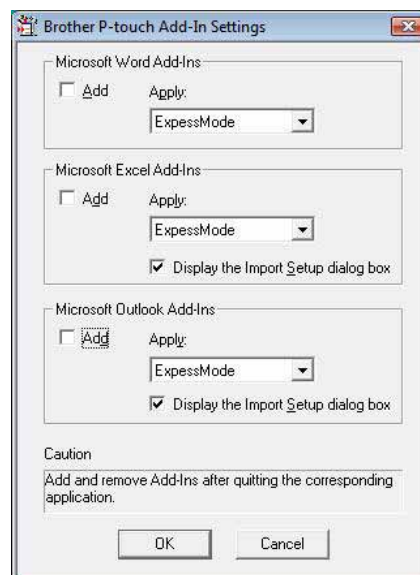 Brother P-touch Add-In Settings
Microsoft Word Add-Ins
Add Apply:
ExpessMode
Microsoft Excel Add-Ins
Add Apply:
ExpessMode
Display the Import Setup dialog box
Microsoft Outlook Add-Ins
Add Apply:
ExpessMode
Display the Import Setup dialog box
Caution
Add and remove Add-Ins after quitting the corresponding
application.
OK Cancel